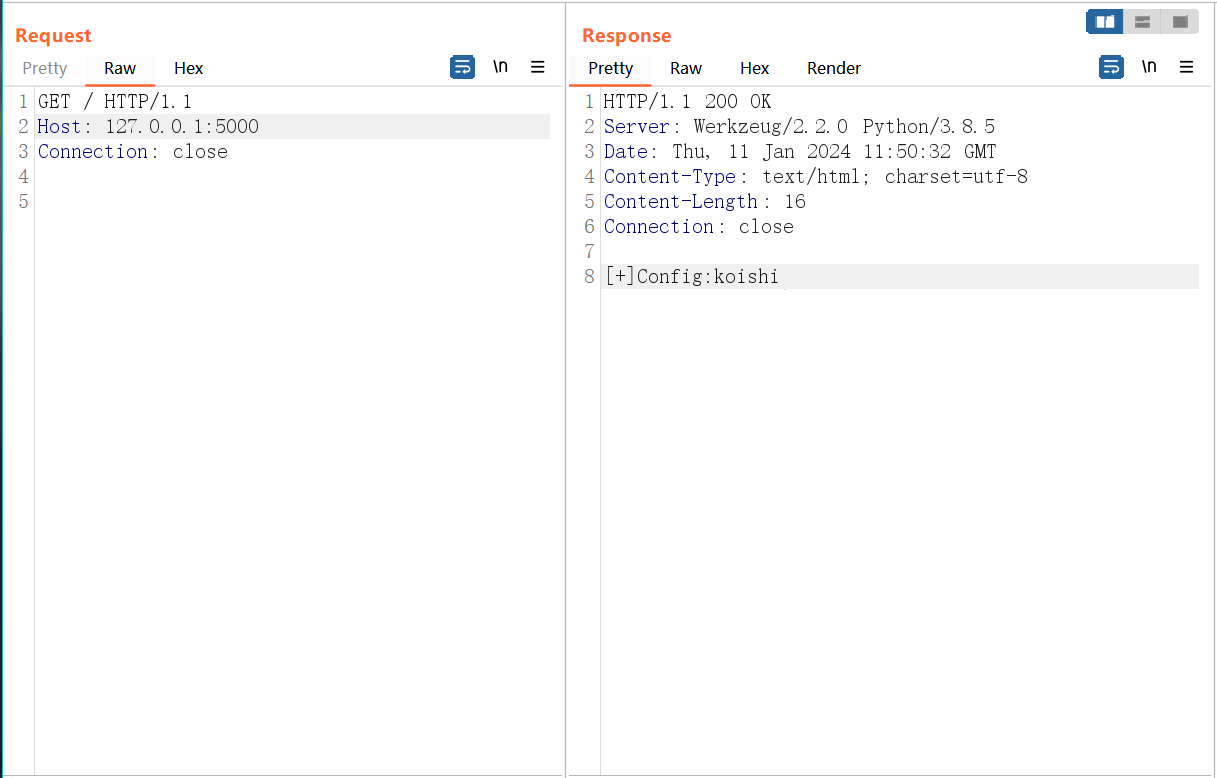 Request
Pretty Raw Hex \n
1 GET / HTTP/1.1
2 Host: 127.0.0.1:5000
3 Connection: close
4
5
Response
Pretty Raw Hex Render \n
1 HTTP/1.1 200 OK
2 Server: Werkzeug/2.2.0 Python/3.8.5
3 Date: Thu, 11 Jan 2024 11:50:32 GMT
4 Content-Type: text/html; charset=utf-8
5 Content-Length: 16
6 Connection: close
7
8 [+]Config:koishi